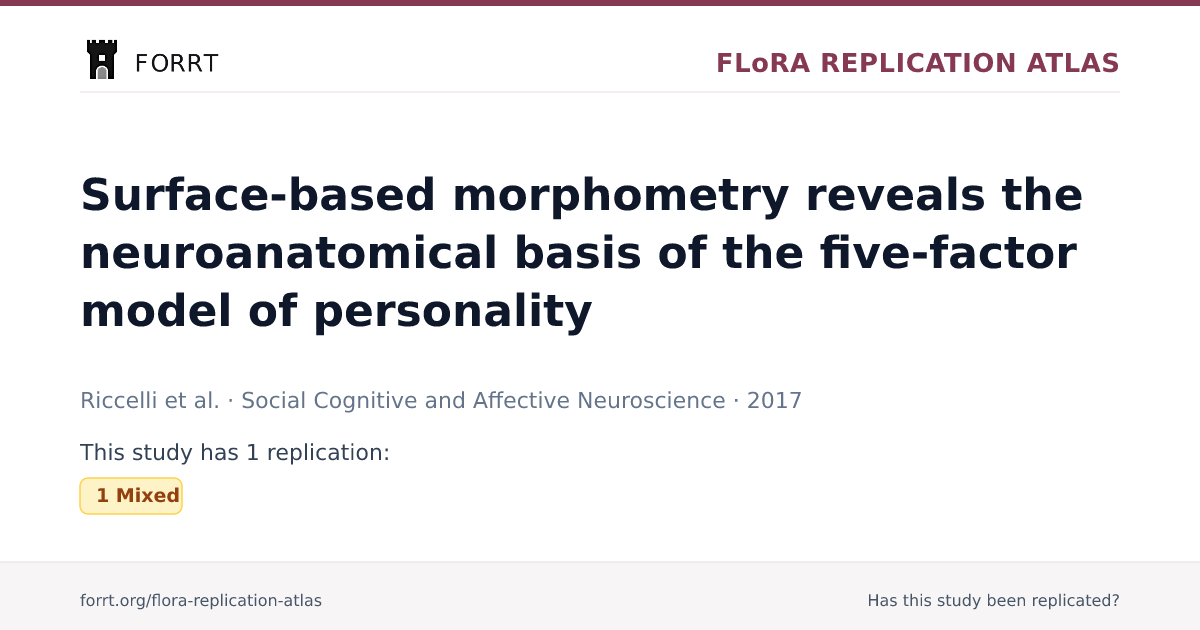 FORRT
FLoRA REPLICATION ATLAS
Surface-based morphometry reveals the
neuroanatomical basis of the five-factor
model of personality
Riccelli et al. · Social Cognitive and Affective Neuroscience · 2017
This study has 1 replication:
1 Mixed
forrt.org/flora-replication-atlas
Has this study been replicated?